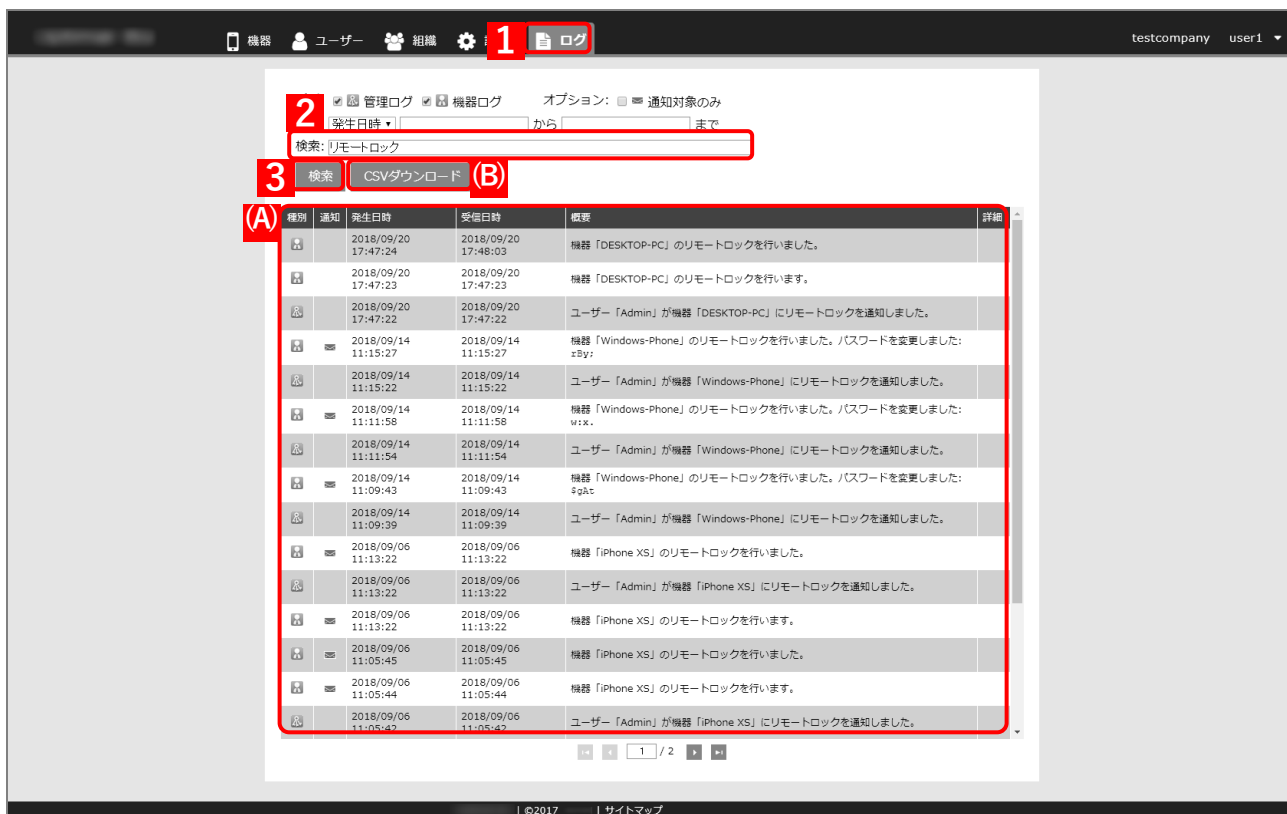 機器 ユーザー 組織 1 ログ testcompany user1
管理ログ 機器ログ オプション: 通知対象のみ
2 発生日時 から まで
検索: リモートロック
3 検索 CSVダウンロード (B)
(A) 種別 通知 発生日時 受信日時 概要 詳細
2018/09/20 17:47:24 2018/09/20 17:48:03 機器「DESKTOP-PC」のリモートロックを行いました。
2018/09/20 17:47:23 2018/09/20 17:47:23 機器「DESKTOP-PC」のリモートロックを行います。
2018/09/20 17:47:22 2018/09/20 17:47:22 ユーザー「Admin」が機器「DESKTOP-PC」にリモートロックを通知しました。
2018/09/14 11:15:27 2018/09/14 11:15:27 機器「Windows-Phone」のリモートロックを行いました。パスワードを変更しました: rBy;
2018/09/14 11:15:22 2018/09/14 11:15:22 ユーザー「Admin」が機器「Windows-Phone」にリモートロックを通知しました。
2018/09/14 11:11:58 2018/09/14 11:11:58 機器「Windows-Phone」のリモートロックを行いました。パスワードを変更しました: w:x.
2018/09/14 11:11:54 2018/09/14 11:11:54 ユーザー「Admin」が機器「Windows-Phone」にリモートロックを通知しました。
2018/09/14 11:09:43 2018/09/14 11:09:43 機器「Windows-Phone」のリモートロックを行いました。パスワードを変更しました: $gAt
2018/09/14 11:09:39 2018/09/14 11:09:39 ユーザー「Admin」が機器「Windows-Phone」にリモートロックを通知しました。
2018/09/06 11:13:22 2018/09/06 11:13:22 機器「iPhone XS」のリモートロックを行いました。
2018/09/06 11:13:22 2018/09/06 11:13:22 ユーザー「Admin」が機器「iPhone XS」にリモートロックを通知しました。
2018/09/06 11:13:22 2018/09/06 11:13:22 機器「iPhone XS」のリモートロックを行います。
2018/09/06 11:05:45 2018/09/06 11:05:45 機器「iPhone XS」のリモートロックを行いました。
2018/09/06 11:05:44 2018/09/06 11:05:44 機器「iPhone XS」のリモートロックを行います。
2018/09/06 11:05:42 2018/09/06 11:05:42 ユーザー「Admin」が機器「iPhone XS」にリモートロックを通知しました。
1 / 2
| ©2017 | サイトマップ